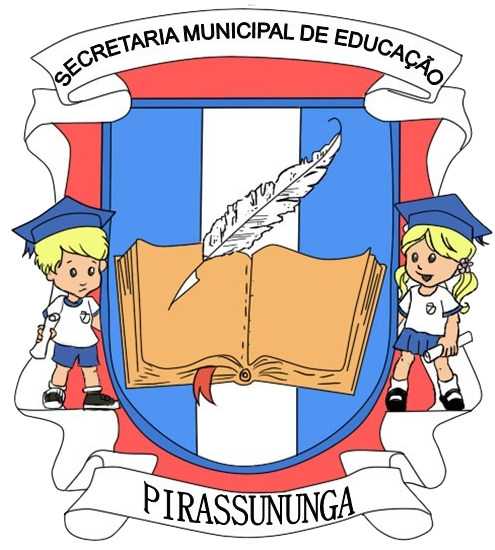 SECRETARIA MUNICIPAL DE EDUCAÇÃO
PIRASSUNUNGA